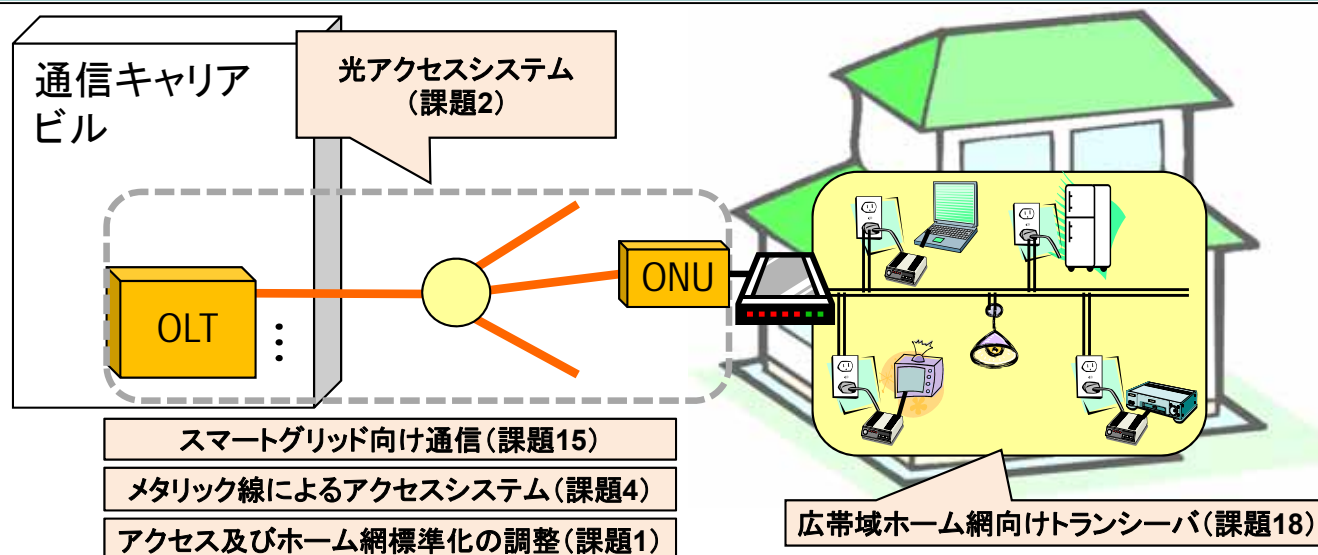 通信キャリア
ビル
光アクセスシステム
（課題2）
OLT
ONU
スマートグリッド向け通信（課題15）
メタリック線によるアクセスシステム（課題4）
アクセス及びホーム網標準化の調整（課題1）
広帯域ホーム網向けトランシーバ（課題18）